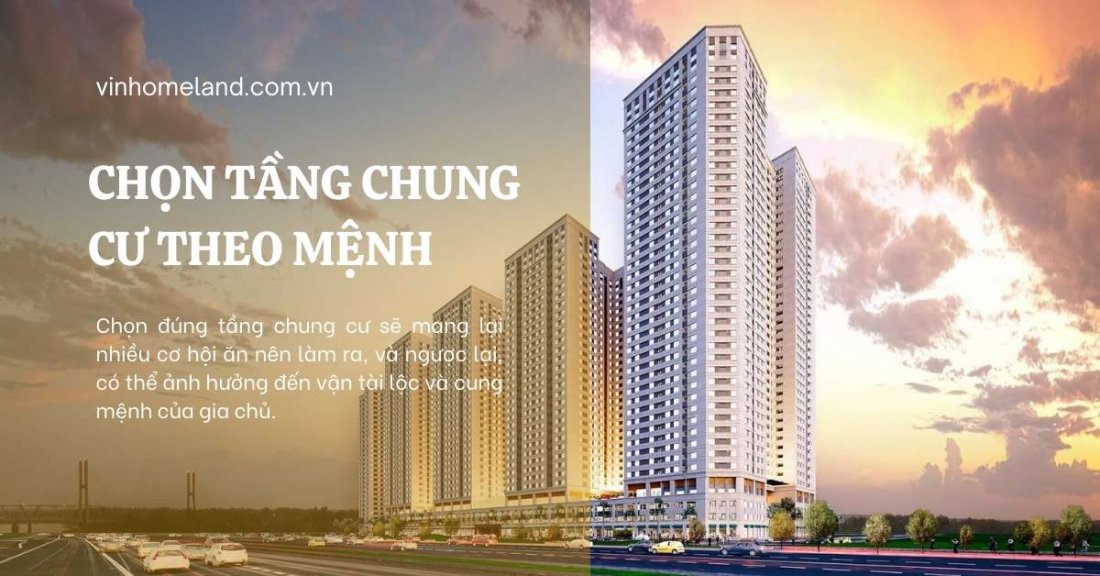 vinhomeland.com.vn
CHỌN TẦNG CHUNG
CƯ THEO MỆNH
Chọn đúng tầng chung cư sẽ mang lại
nhiều cơ hội ăn nên làm ra, và ngược lại,
có thể ảnh hưởng đến vận tài lộc và cung
mệnh của gia chủ.